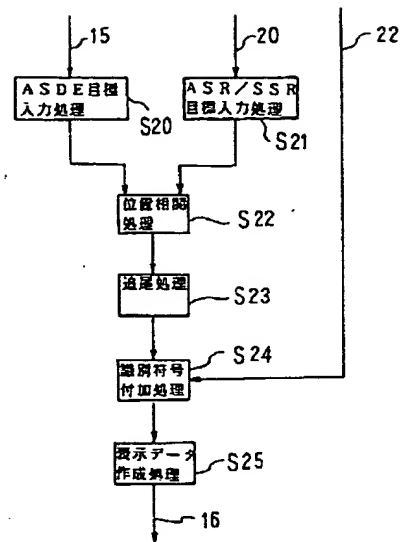 15
20
22
ASDE目標
入力処理
S20
ASR/SSR
目標入力処理
S21
位置相関
処理
S22
追尾処理
S23
識別符号
付加処理
S24
表示データ
作成処理
S25
16